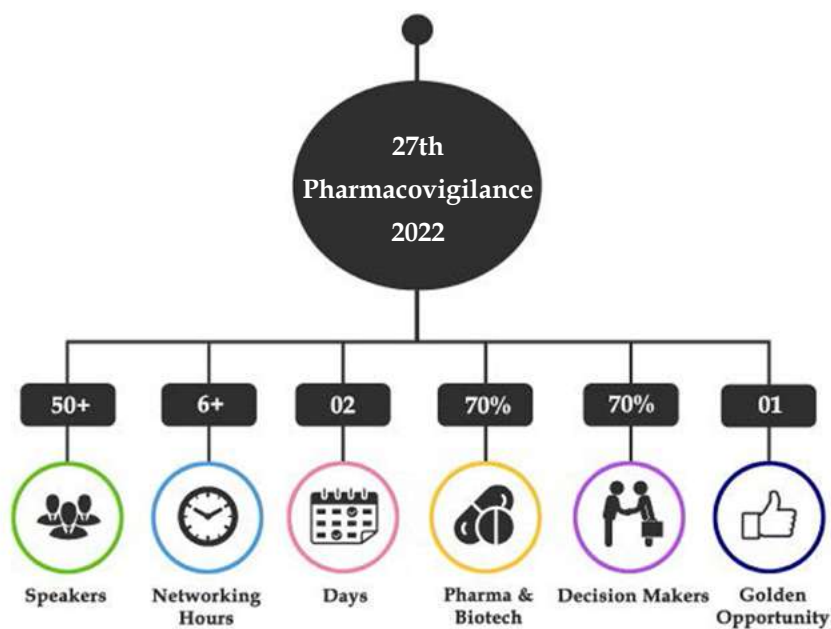 27th
Pharmacovigilance
2022
50+
6+
02
70%
70%
01
Speakers
Networking
Hours
Days
Pharma &
Biotech
Decision Makers
Golden
Opportunity